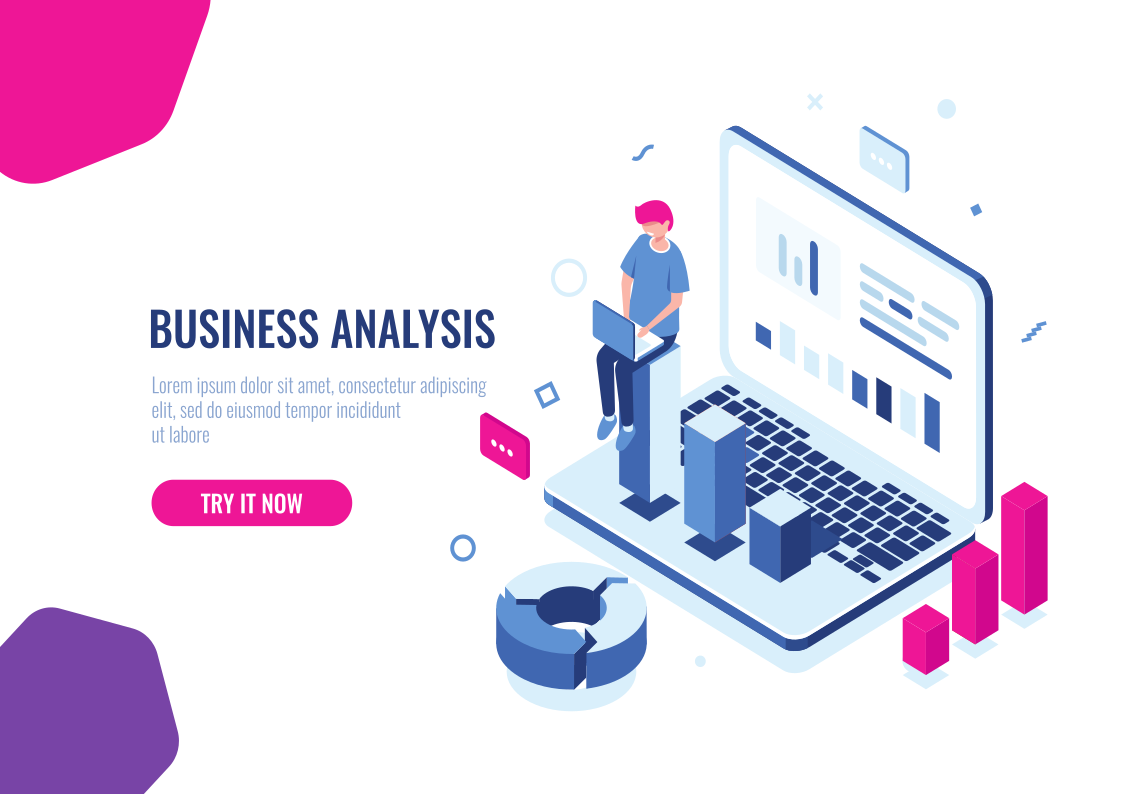 BUSINESS ANALYSIS
Lorem ipsum dolor sit amet, consectetur adipiscing
elit, sed do eiusmod tempor incididunt
ut labore
TRY IT NOW